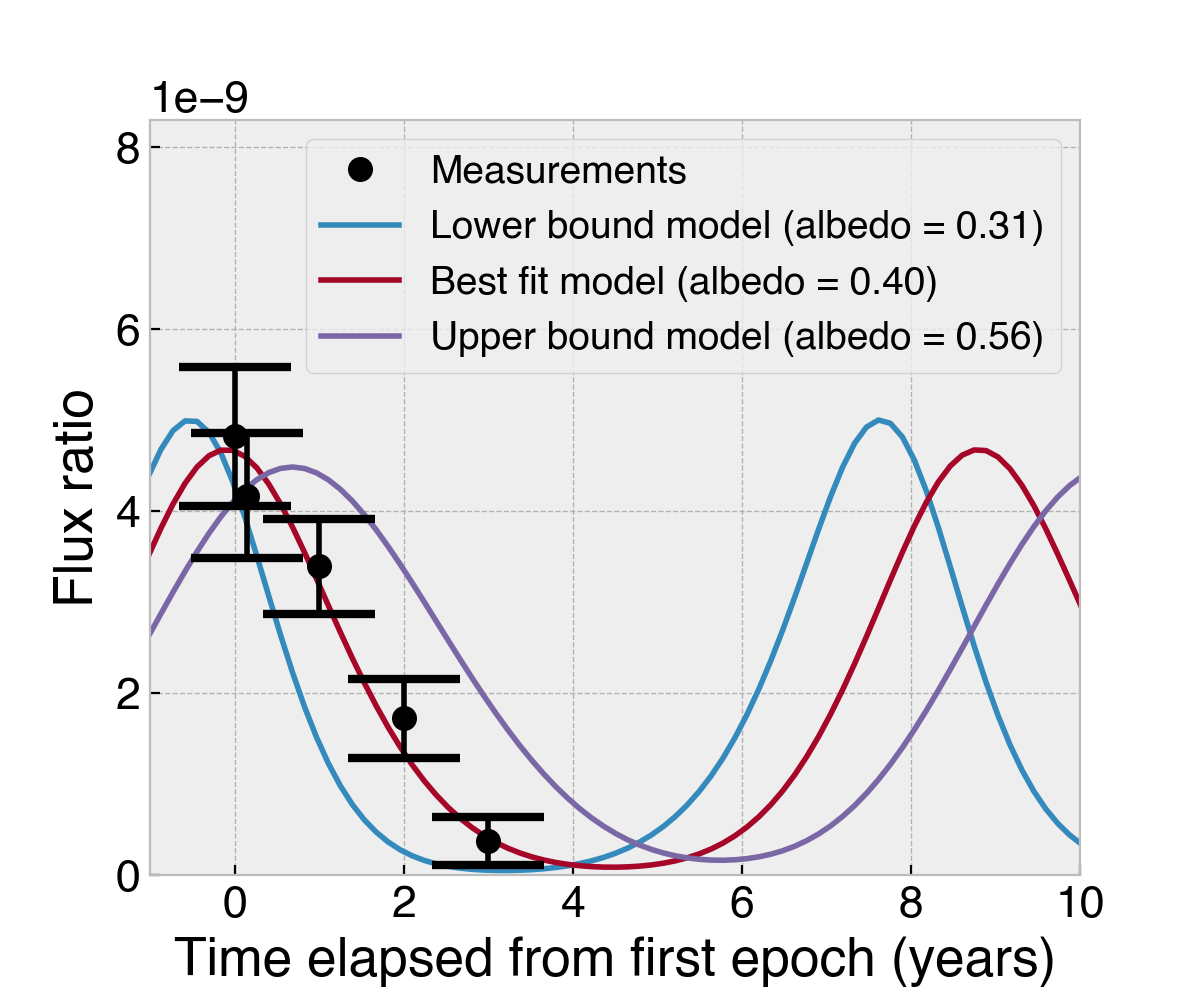 1e−9
8
6
4
2
0
Flux ratio
Measurements
Lower bound model (albedo = 0.31)
Best fit model (albedo = 0.40)
Upper bound model (albedo = 0.56)
0 2 4 6 8 10
Time elapsed from first epoch (years)